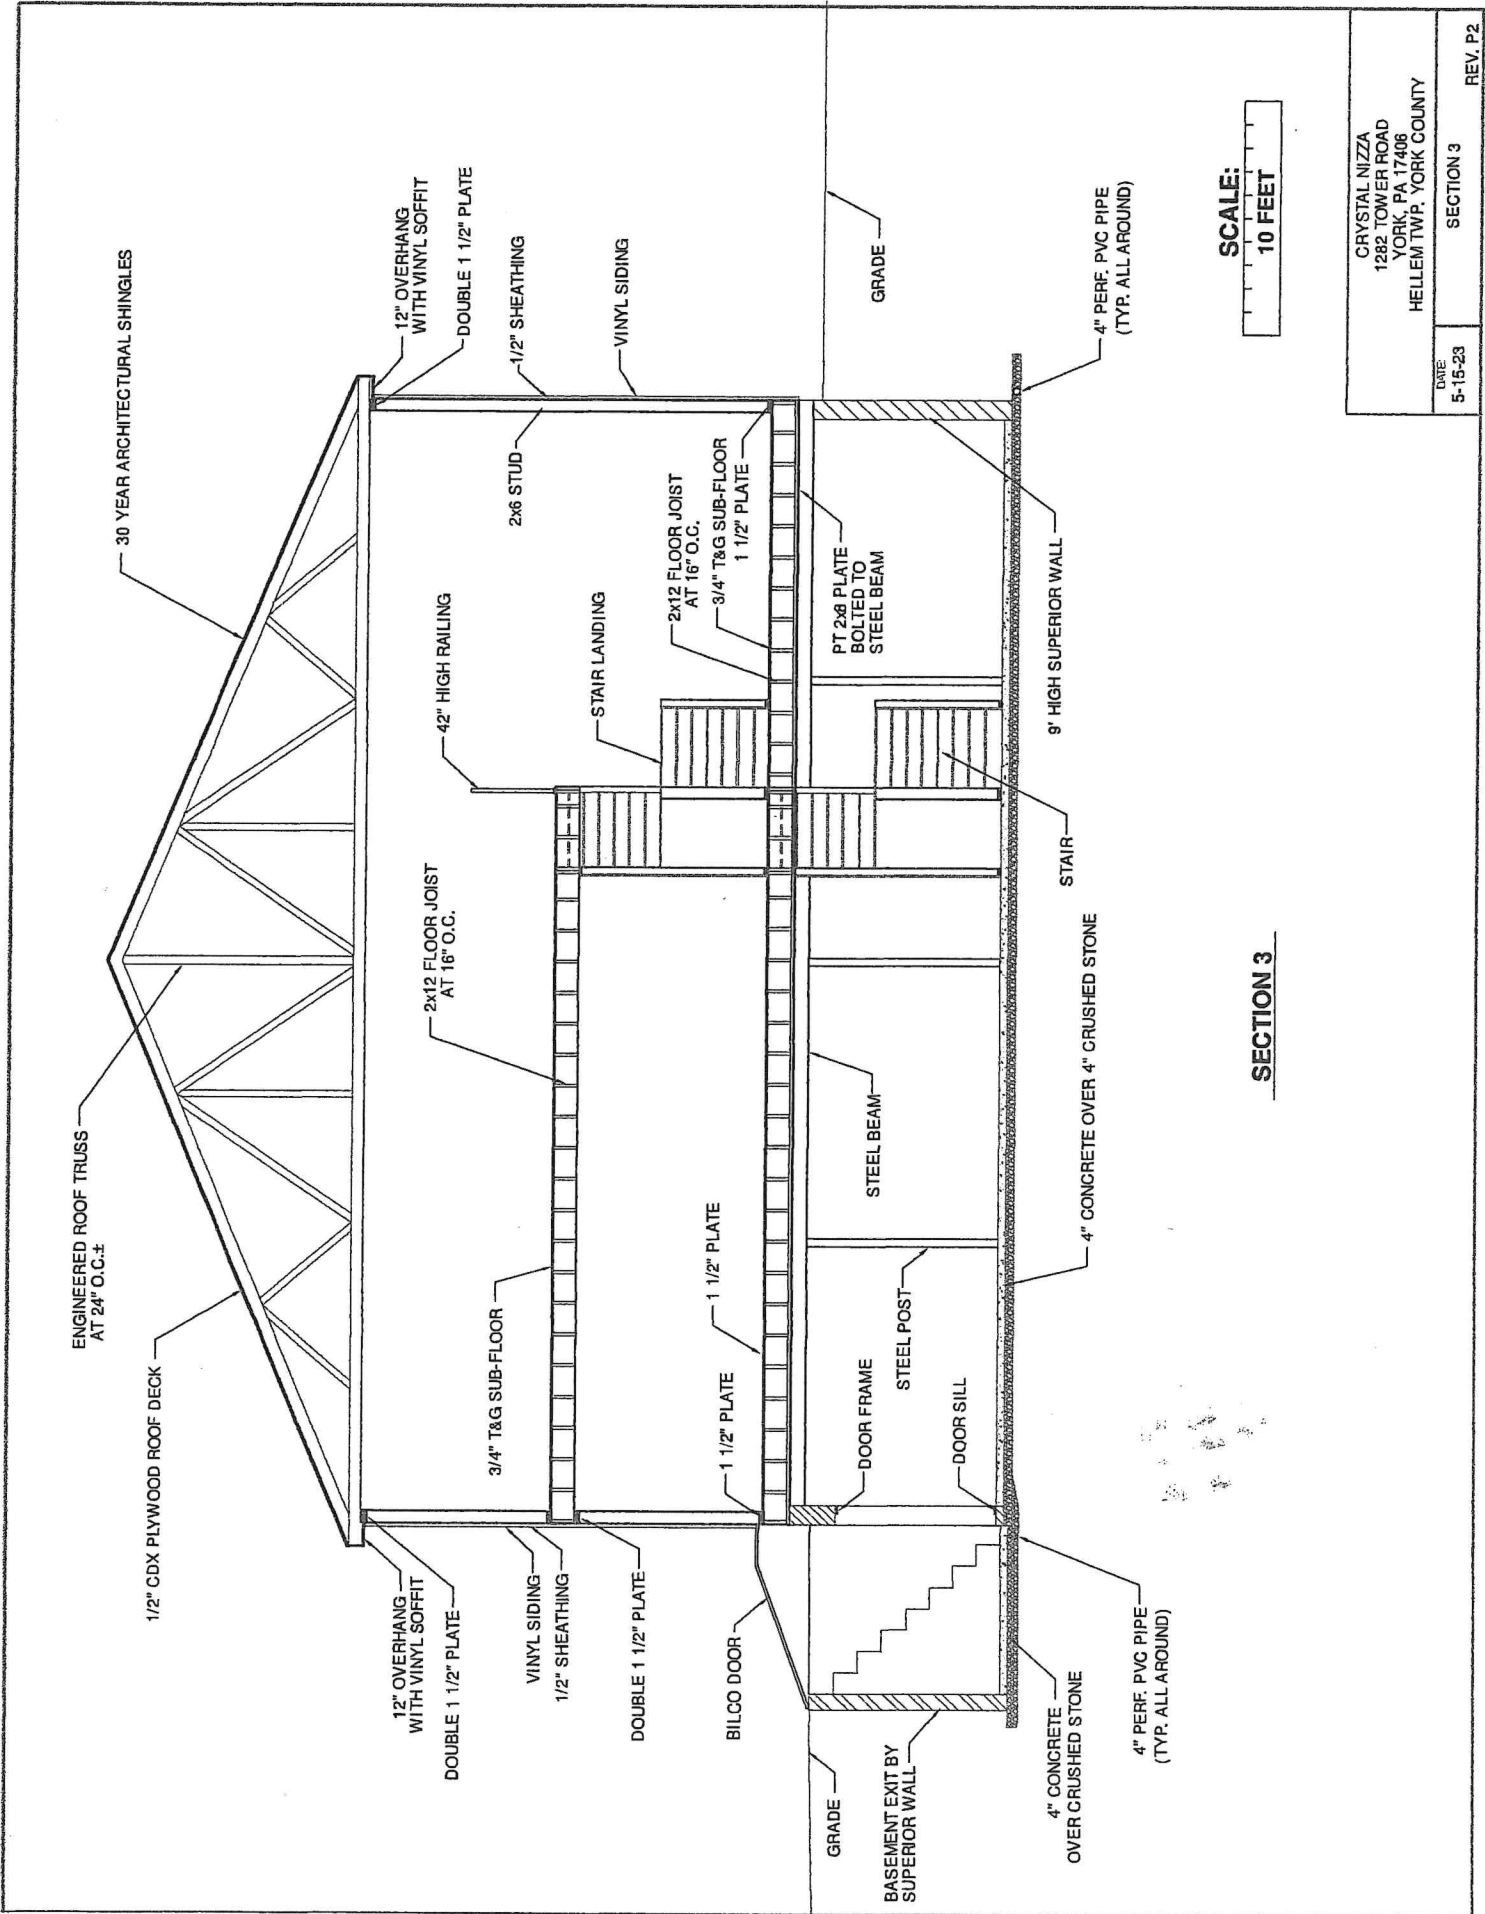 ENGINEERED ROOF TRUSS
AT 24" O.C.±
30 YEAR ARCHITECTURAL SHINGLES
1/2" CDX PLYWOOD ROOF DECK
12" OVERHANG
WITH VINYL SOFFIT
DOUBLE 1 1/2" PLATE
VINYL SIDING
1/2" SHEATHING
DOUBLE 1 1/2" PLATE
BILCO DOOR
GRADE
BASEMENT EXIT BY
SUPERIOR WALL
4" CONCRETE
OVER CRUSHED STONE
4" PERF. PVC PIPE
(TYP. ALL AROUND)
3/4" T&G SUB-FLOOR
1 1/2" PLATE
1 1/2" PLATE
DOOR FRAME
STEEL POST
DOOR SILL
2x12 FLOOR JOIST
AT 16" O.C.
STEEL BEAM
4" CONCRETE OVER 4" CRUSHED STONE
42" HIGH RAILING
STAIR LANDING
2x12 FLOOR JOIST
AT 16" O.C.
3/4" T&G SUB-FLOOR
1 1/2" PLATE
PT 2x8 PLATE
BOLTED TO
STEEL BEAM
STAIR
9' HIGH SUPERIOR WALL
2x6 STUD
12" OVERHANG
WITH VINYL SOFFIT
DOUBLE 1 1/2" PLATE
1/2" SHEATHING
VINYL SIDING
GRADE
4" PERF. PVC PIPE
(TYP. ALL AROUND)
SCALE:
10 FEET
SECTION 3
CRYSTAL NIZZA
1282 TOWER ROAD
YORK, PA 17406
HELLEM TWP. YORK COUNTY
DATE:
5-15-23
SECTION 3
REV. P2